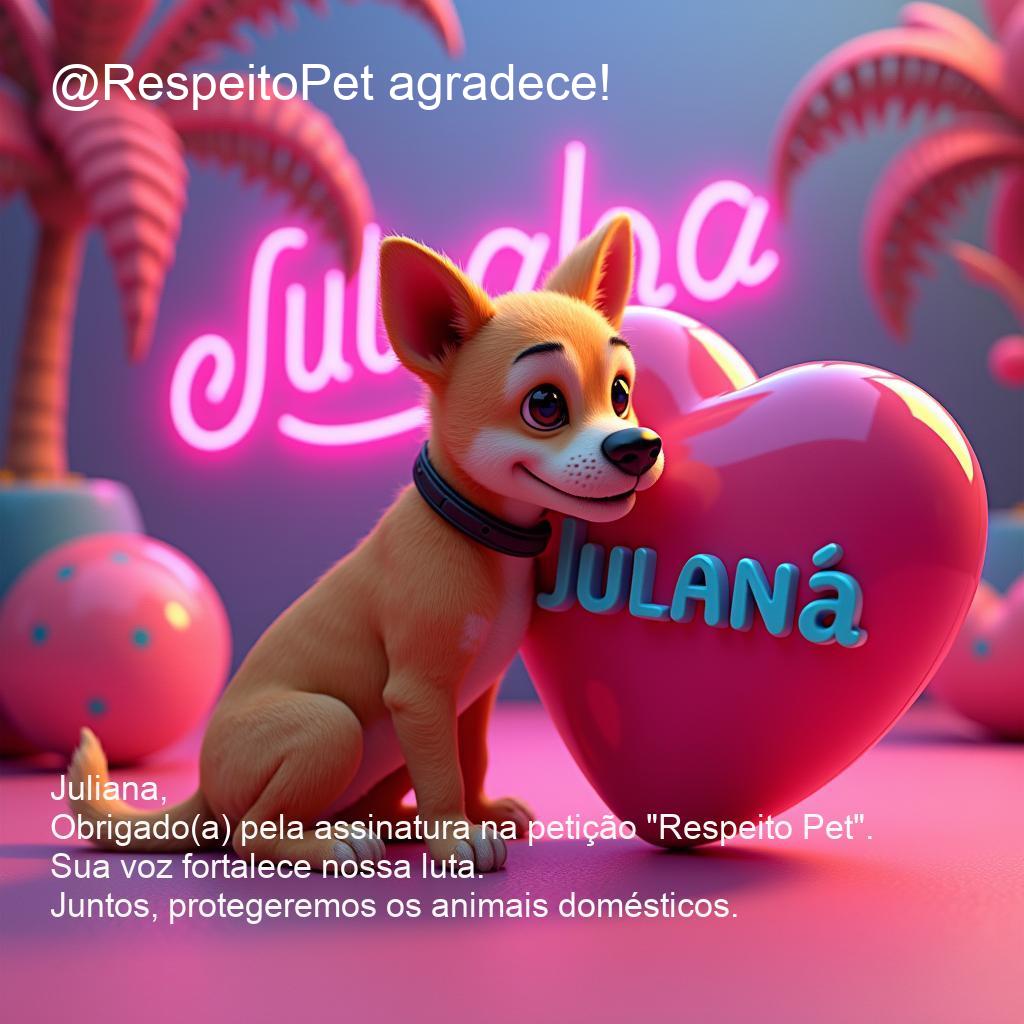 @RespeitoPet agradece!
JULANá
Juliana,
Obrigado(a) pela assinatura na petição "Respeito Pet".
Sua voz fortalece nossa luta.
Juntos, protegeremos os animais domésticos.